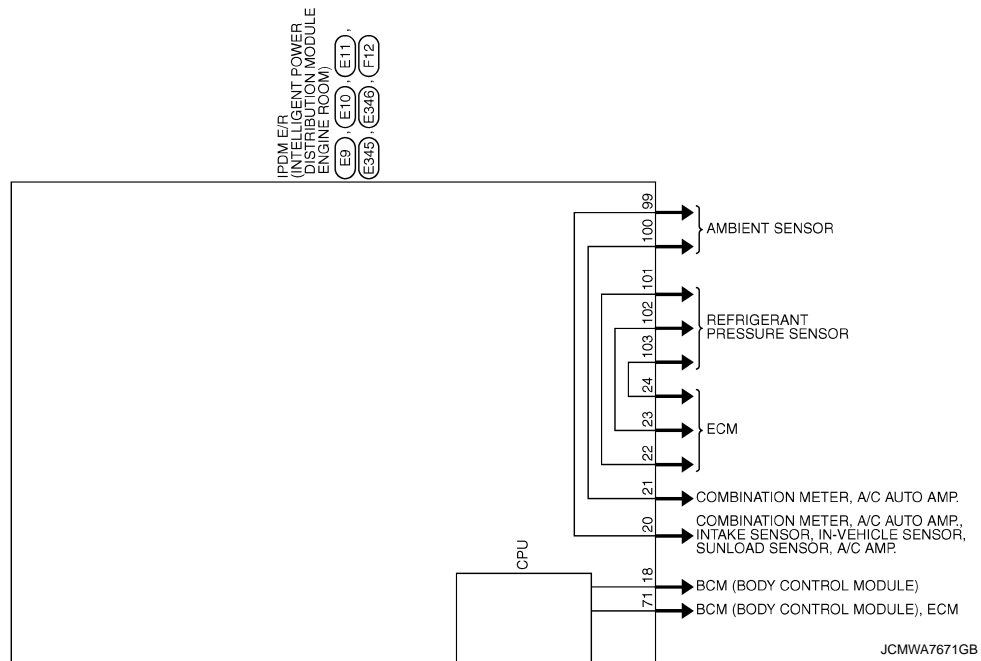 IPDM E/R
(INTELLIGENT POWER
DISTRIBUTION MODULE
ENGINE ROOM)
E9 , E10 , E11 ,
E345 , E346 , F12
99
100
AMBIENT SENSOR
101
102
103
REFRIGERANT
PRESSURE SENSOR
24
23
22
ECM
21
COMBINATION METER, A/C AUTO AMP.
20
COMBINATION METER, A/C AUTO AMP.,
INTAKE SENSOR, IN-VEHICLE SENSOR,
SUNLOAD SENSOR, A/C AMP.
CPU
18
BCM (BODY CONTROL MODULE)
71
BCM (BODY CONTROL MODULE), ECM
JCMWA7671GB